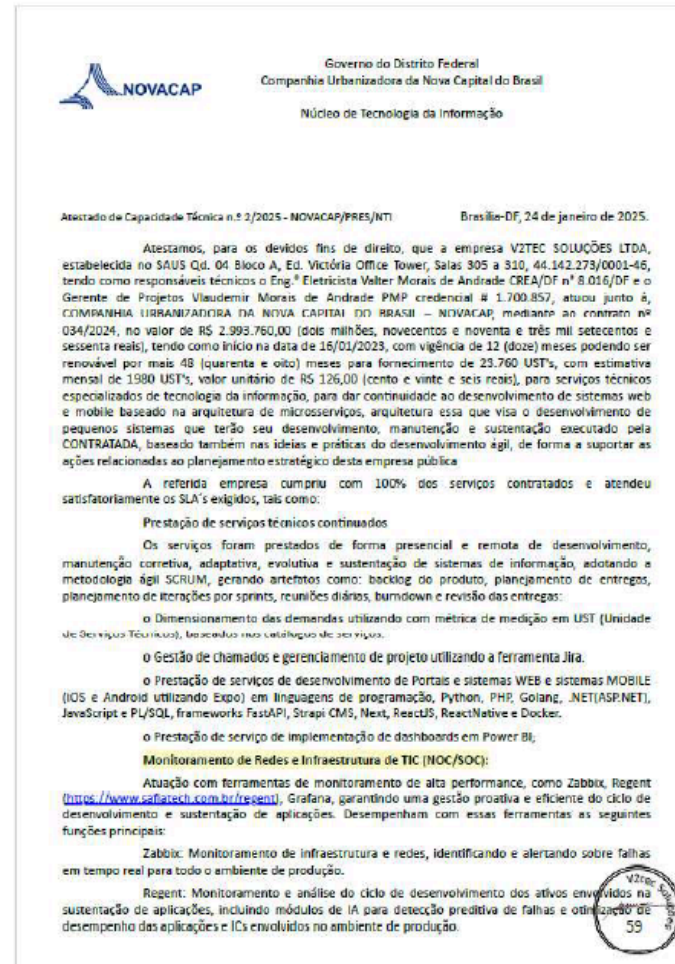 NOVACAP
Governo do Distrito Federal
Companhia Urbanizadora da Nova Capital do Brasil
Núcleo de Tecnologia da Informação
Atestado de Capacidade Técnica n.º 2/2025 - NOVACAP/PRES/NTI Brasília-DF, 24 de janeiro de 2025.
Atestamos, para os devidos fins de direito, que a empresa V2TEC SOLUÇÕES LTDA,
estabelecida no SAUS Qd. 04 Bloco A, Ed. Victória Office Tower, Salas 305 a 310, 44.142.273/0001-46,
tendo como responsáveis técnicos o Eng.º Eletricista Valter Morais de Andrade CREA/DF nº 8.016/DF e o
Gerente de Projetos Vlaudemir Morais de Andrade PMP credencial # 1.700.857, atuou junto á,
COMPANHIA URBANIZADORA DA NOVA CAPITAL DO BRASIL – NOVACAP, mediante ao contrato nº
034/2024, no valor de R$ 2.993.760,00 (dois milhões, novecentos e noventa e três mil setecentos e
sessenta reais), tendo como início na data de 16/01/2023, com vigência de 12 (doze) meses podendo ser
renovável por mais 48 (quarenta e oito) meses para fornecimento de 23.760 UST's, com estimativa
mensal de 1980 UST's, valor unitário de R$ 126,00 (cento e vinte e seis reais), para serviços técnicos
especializados de tecnologia da informação, para dar continuidade ao desenvolvimento de sistemas web
e mobile baseado na arquitetura de microsserviços, arquitetura essa que visa o desenvolvimento de
pequenos sistemas que terão seu desenvolvimento, manutenção e sustentação executado pela
CONTRATADA, baseado também nas ideias e práticas do desenvolvimento ágil, de forma a suportar as
ações relacionadas ao planejamento estratégico desta empresa pública
A referida empresa cumpriu com 100% dos serviços contratados e atendeu
satisfatoriamente os SLA´s exigidos, tais como:
Prestação de serviços técnicos continuados
Os serviços foram prestados de forma presencial e remota de desenvolvimento,
manutenção corretiva, adaptativa, evolutiva e sustentação de sistemas de informação, adotando a
metodologia ágil SCRUM, gerando artefatos como: backlog do produto, planejamento de entregas,
planejamento de iterações por sprints, reuniões diárias, burndown e revisão das entregas:
o Dimensionamento das demandas utilizando com métrica de medição em UST (Unidade
de Serviços Técnicos), baseados nos catálogos de serviços.
o Gestão de chamados e gerenciamento de projeto utilizando a ferramenta Jira.
o Prestação de serviços de desenvolvimento de Portais e sistemas WEB e sistemas MOBILE
(iOS e Android utilizando Expo) em linguagens de programação, Python, PHP, Golang, .NET(ASP.NET),
JavaScript e PL/SQL, frameworks FastAPI, Strapi CMS, Next, ReactJS, ReactNative e Docker.
o Prestação de serviço de implementação de dashboards em Power BI;
Monitoramento de Redes e Infraestrutura de TIC (NOC/SOC):
Atuação com ferramentas de monitoramento de alta performance, como Zabbix, Regent
(https://www.safiatech.com.br/regent), Grafana, garantindo uma gestão proativa e eficiente do ciclo de
desenvolvimento e sustentação de aplicações. Desempenham com essas ferramentas as seguintes
funções principais:
Zabbix: Monitoramento de infraestrutura e redes, identificando e alertando sobre falhas
em tempo real para todo o ambiente de produção.
Regent: Monitoramento e análise do ciclo de desenvolvimento dos ativos envolvidos na
sustentação de aplicações, incluindo módulos de IA para detecção preditiva de falhas e otimização de
desempenho das aplicações e ICs envolvidos no ambiente de produção.
V2tec Soluções
59